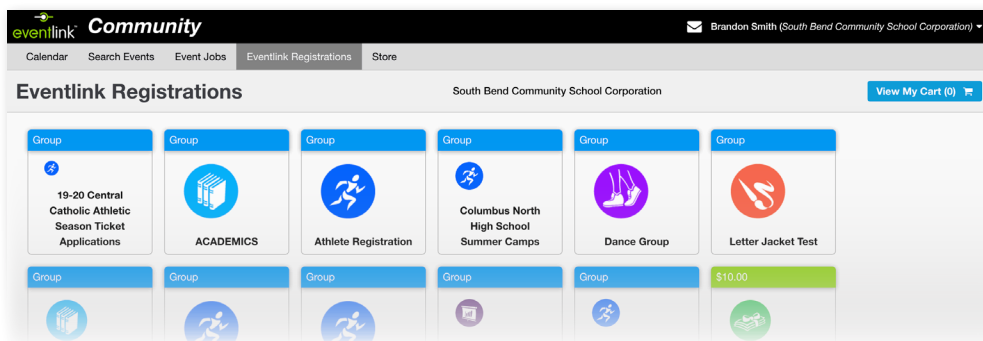 eventlink Community
Brandon Smith (South Bend Community School Corporation)
Calendar Search Events Event Jobs Eventlink Registrations Store
Eventlink Registrations
South Bend Community School Corporation
View My Cart (0)
Group Group Group Group Group Group
19-20 Central
Catholic Athletic
Season Ticket
Applications
ACADEMICS
Athlete Registration
Columbus North
High School
Summer Camps
Dance Group
Letter Jacket Test
Group Group Group Group Group $10.00